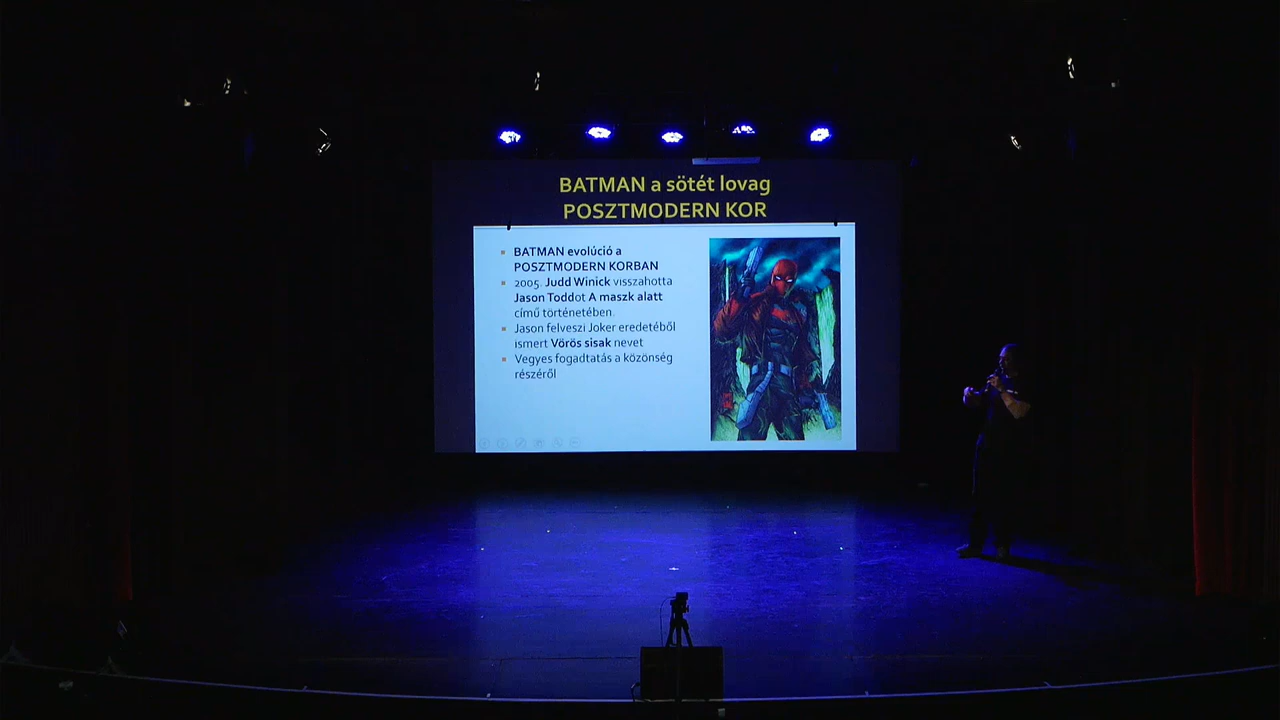 BATMAN a sötét lovag
POSZTMODERN KOR
BATMAN evolúció a
POSZTMODERN KORBAN
2005. Judd Winick visszahotta
Jason Toddot A maszk alatt
című történetében.
Jason felveszi Joker eredetéből
ismert Vörös sisak nevet
Vegyes fogadtatás a közönség
részéről